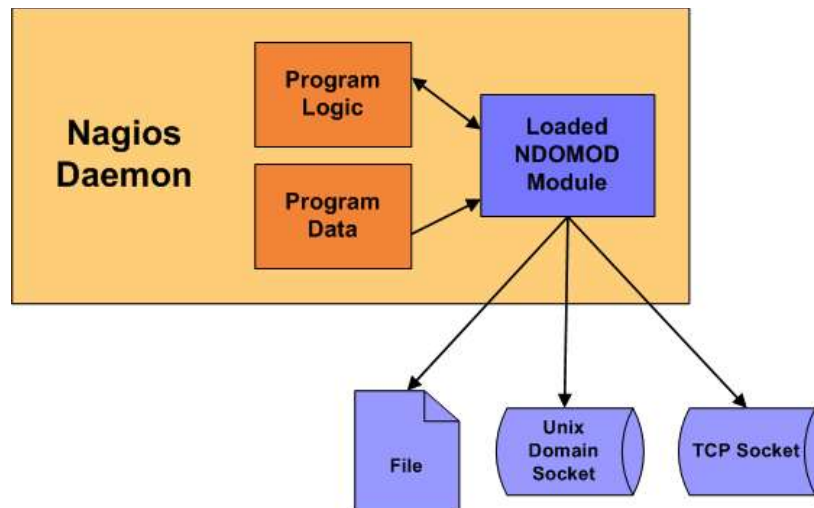 Nagios
Daemon
Program
Logic
Program
Data
Loaded
NDOMOD
Module
File
Unix
Domain
Socket
TCP Socket